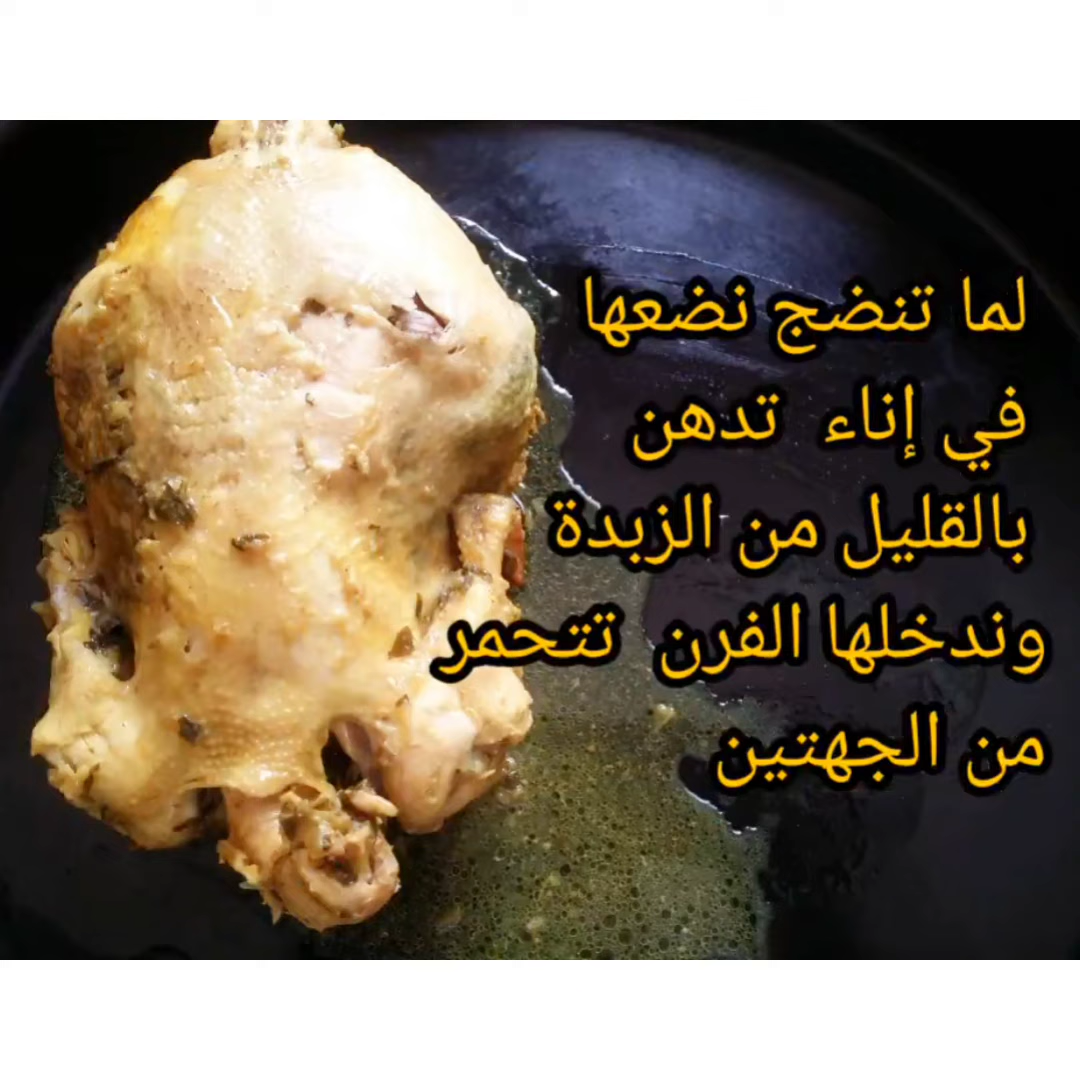 لما تنضج نضعها
في إناء تدهن
بالقليل من الزبدة
وندخلها الفرن تتحمر
من الجهتين